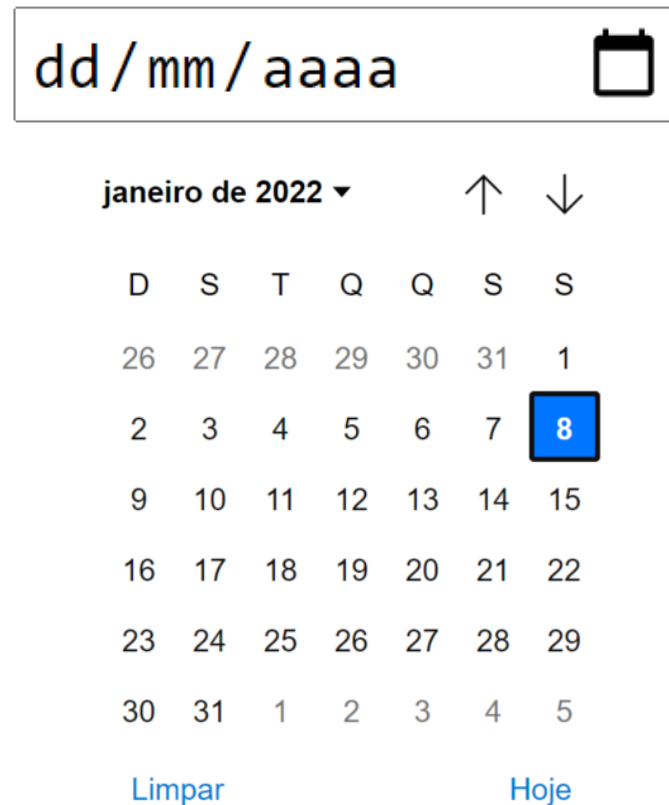 dd/mm/aaaa
janeiro de 2022
D S T Q Q S S
26 27 28 29 30 31 1
2 3 4 5 6 7 8
9 10 11 12 13 14 15
16 17 18 19 20 21 22
23 24 25 26 27 28 29
30 31 1 2 3 4 5
Limpar Hoje